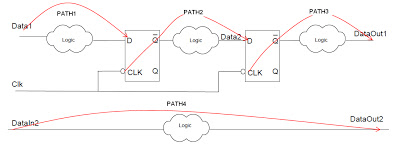 PATH1
PATH2
PATH3
Data1
Logic
D
Q
Logic
Data2
D
Q
Logic
DataOut1
CLK
Q
CLK
Q
Clk
PATH4
DataIn2
Logic
DataOut2